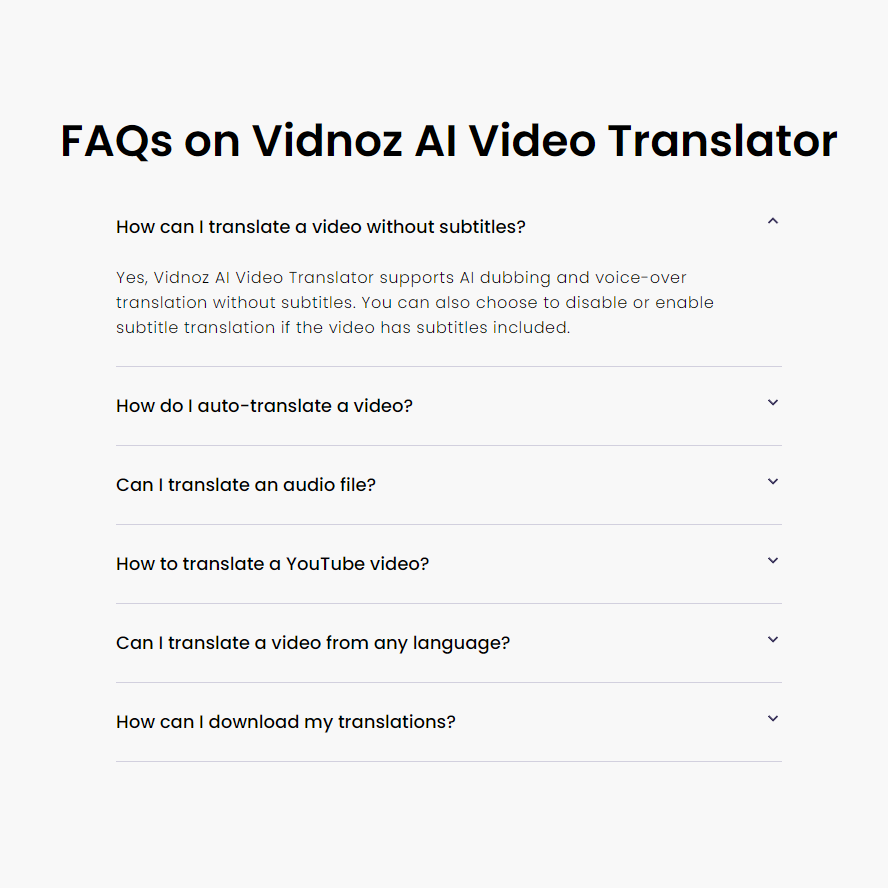 FAQs on Vidnoz AI Video Translator
How can I translate a video without subtitles?
Yes, Vidnoz AI Video Translator supports AI dubbing and voice-over
translation without subtitles. You can also choose to disable or enable
subtitle translation if the video has subtitles included.
How do I auto-translate a video?
Can I translate an audio file?
How to translate a YouTube video?
Can I translate a video from any language?
How can I download my translations?